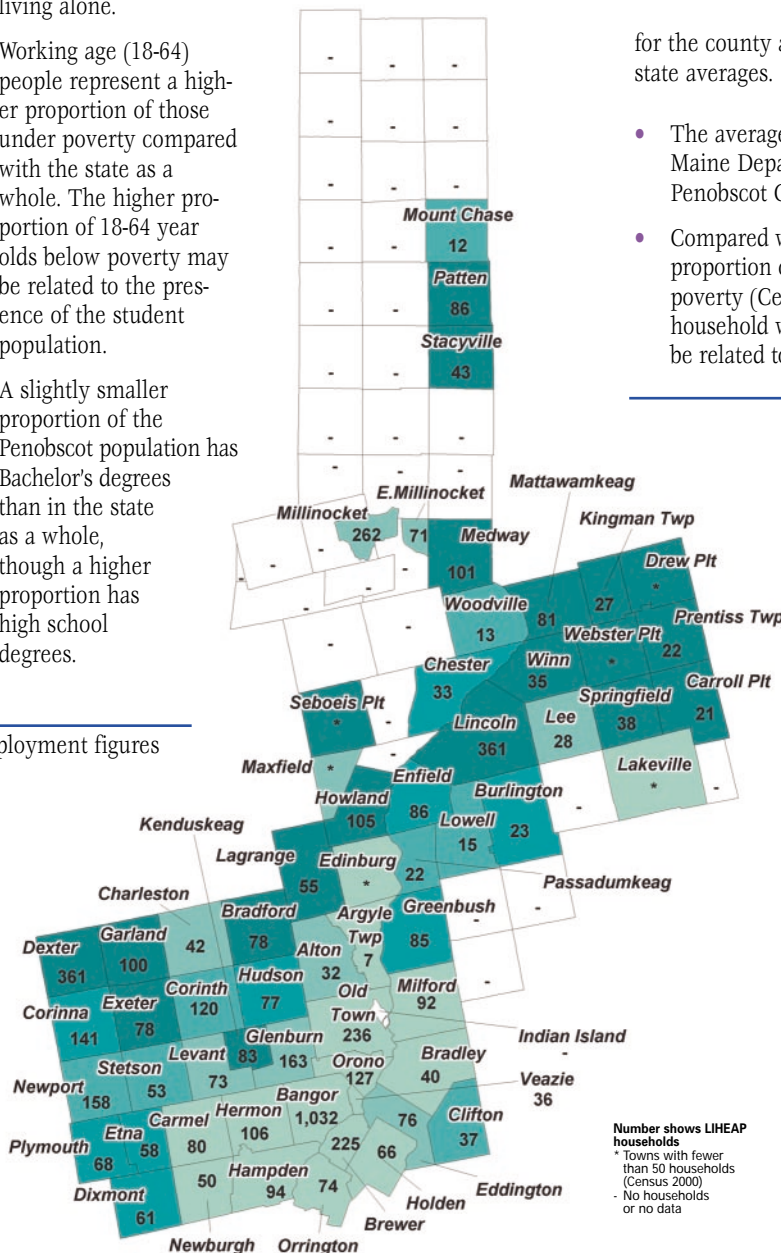 living alone.
Working age (18-64)
people represent a high-
er proportion of those
under poverty compared
with the state as a
whole. The higher pro-
portion of 18-64 year
olds below poverty may
be related to the pres-
ence of the student
population.
A slightly smaller
proportion of the
Penobscot population has
Bachelor's degrees
than in the state
as a whole,
though a higher
proportion has
high school
degrees.
ployment figures
for the county a
state averages.
• The average
Maine Depa
Penobscot C
• Compared w
proportion o
poverty (Ce
household w
be related to
- - -
- - -
- - -
Mount Chase
- - 12
Patten
- - 86
Stacyville
- - 43
- - -
- - -
Millinocket
262
E.Millinocket
71
Medway
101
Mattawamkeag
81
Kingman Twp
27
Drew Plt
*
Woodville
13
Webster Plt
*
Prentiss Twp
22
Chester
33
Winn
35
Carroll Plt
21
Seboeis Plt
*
Lincoln
361
Lee
28
Springfield
38
Maxfield
*
Lakeville
*
Howland
105
Enfield
86
Burlington
23
Lowell
15
Kenduskeag
83
Lagrange
55
Edinburg
*
Passadumkeag
22
Charleston
42
Bradford
78
Argyle
Twp
7
Greenbush
85
Dexter
361
Garland
100
Alton
32
Corinth
120
Hudson
77
Old
Town
236
Milford
92
Corinna
141
Exeter
78
Indian Island
-
Levant
73
Glenburn
163
Orono
127
Bradley
40
Stetson
53
Veazie
36
Newport
158
Bangor
1,032
Hermon
106
Carmel
80
Etna
58
Plymouth
68
76
Clifton
37
225
66
Eddington
Dixmont
61
50
Hampden
94
74
Holden
Brewer
Newburgh
Orrington
Number shows LIHEAP
households
* Towns with fewer
than 50 households
(Census 2000)
- No households
or no data